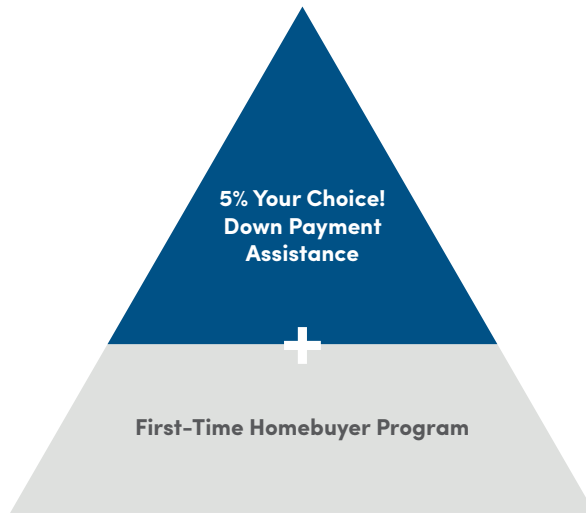 5% Your Choice!
Down Payment
Assistance
+
First-Time Homebuyer Program